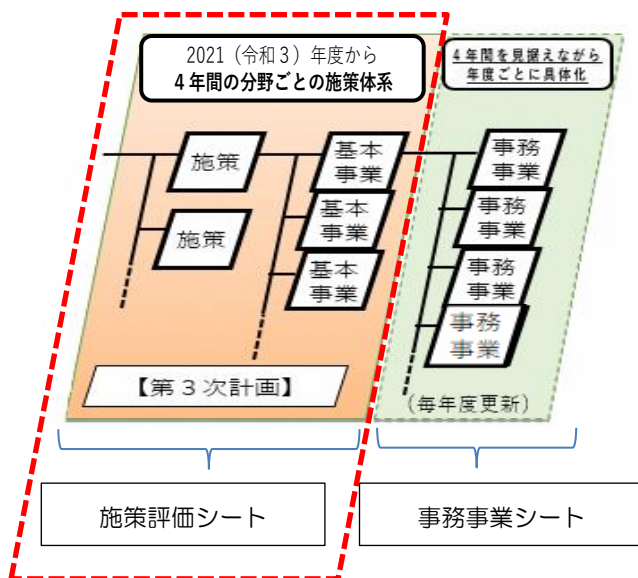 2021（令和３）年度から
４年間の分野ごとの施策体系
４年間を見据えながら
年度ごとに具体化
施策
基本
事業
事務
事業
施策
基本
事業
事務
事業
基本
事業
事務
事業
事務
事業
【第３次計画】
（毎年度更新）
施策評価シート
事務事業シート